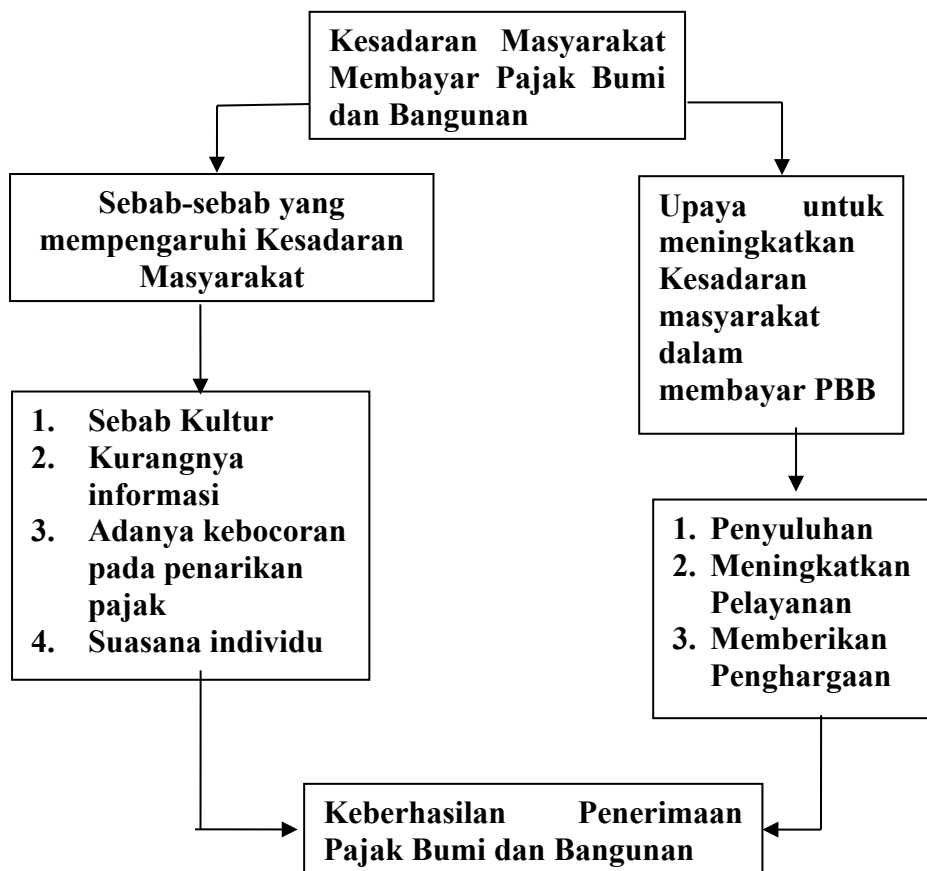 Kesadaran Masyarakat
Membayar Pajak Bumi
dan Bangunan
Sebab-sebab yang
mempengaruhi Kesadaran
Masyarakat
Upaya untuk
meningkatkan
Kesadaran
masyarakat
dalam
membayar PBB
1. Sebab Kultur
2. Kurangnya
informasi
3. Adanya kebocoran
pada penarikan
pajak
4. Suasana individu
1. Penyuluhan
2. Meningkatkan
Pelayanan
3. Memberikan
Penghargaan
Keberhasilan Penerimaan
Pajak Bumi dan Bangunan